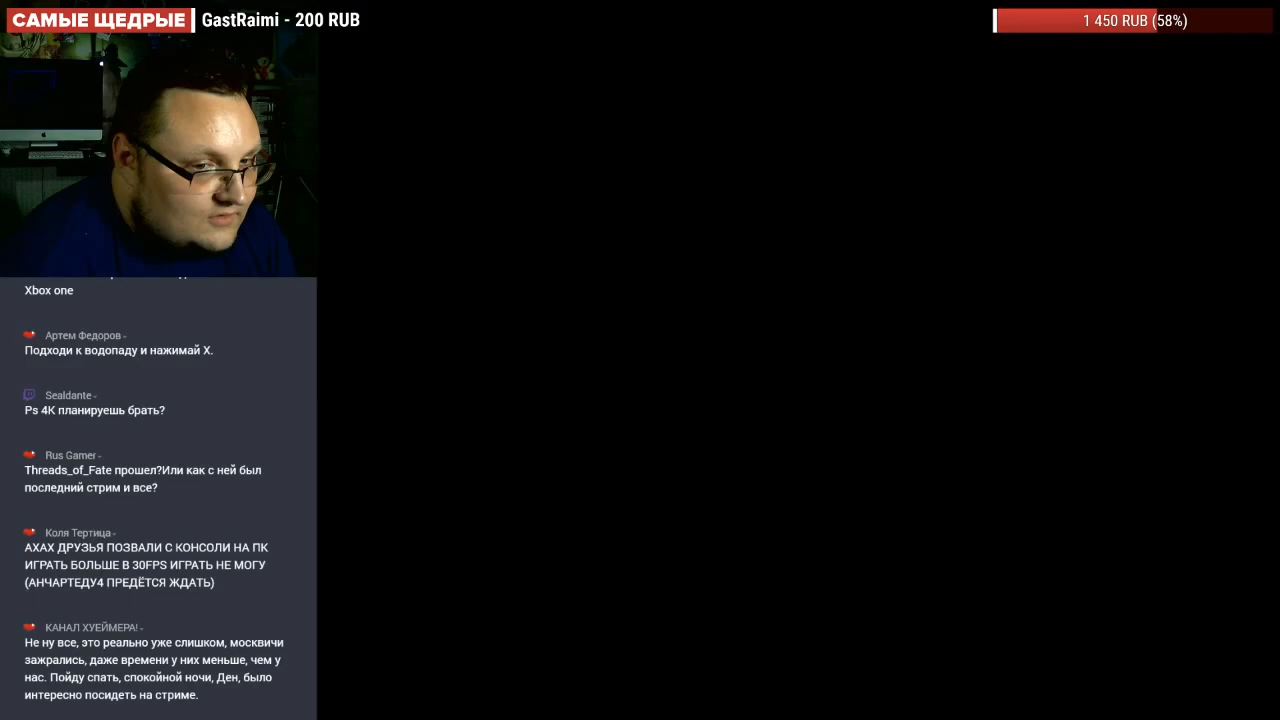 САМЫЕ ЩЕДРЫЕ GastRaimi - 200 RUB
1 450 RUB (58%)
Xbox one
Артем Федоров -
Подходи к водопаду и нажимай X.
Sealdante -
Ps 4K планируешь брать?
Rus Gamer -
Threads_of_Fate прошел?Или как с ней был
последний стрим и все?
Коля Тертица -
АХАХ ДРУЗЬЯ ПОЗВАЛИ С КОНСОЛИ НА ПК
ИГРАТЬ БОЛЬШЕ В 30FPS ИГРАТЬ НЕ МОГУ
(АНЧАРТЕДУ4 ПРЕДЁТСЯ ЖДАТЬ)
КАНАЛ ХУЕЙМЕРА! -
Не ну все, это реально уже слишком, москвичи
зажрались, даже времени у них меньше, чем у
нас. Пойду спать, спокойной ночи, Ден, было
интересно посидеть на стриме.